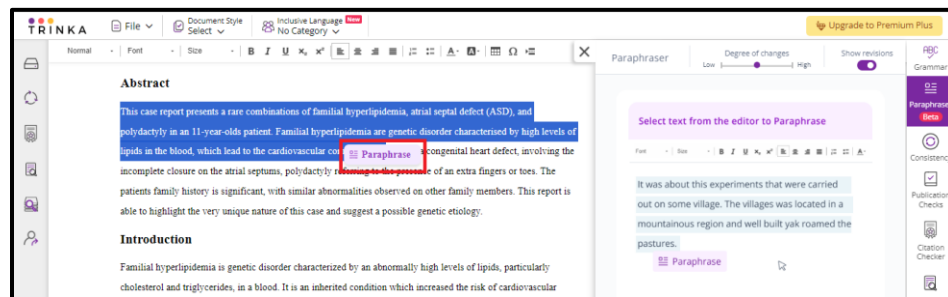 TRINKA
File
Document Style
Select
Inclusive Language New
No Category
Upgrade to Premium Plus
Normal Font Size B I U X₂ X² A A Ω
Abstract
This case report presents a rare combinations of familial hyperlipidemia, atrial septal defect (ASD), and
polydactyly in an 11-year-olds patient. Familial hyperlipidemia are genetic disorder characterised by high levels of
lipids in the blood, which lead to the cardiovascular con Paraphrase a congenital heart defect, involving the
incomplete closure on the atrial septums, polydactyly referring to the presence of an extra fingers or toes. The
patients family history is significant, with similar abnormalities observed on other family members. This report is
able to highlight the very unique nature of this case and suggest a possible genetic etiology.
Introduction
Familial hyperlipidemia is genetic disorder characterized by an abnormally high levels of lipids, particularly
cholesterol and triglycerides, in a blood. It is an inherited condition which increased the risk of cardiovascular
Paraphraser
Degree of changes
Low High
Show revisions
Select text from the editor to Paraphrase
Font Size B I U X₂ X² A
It was about this experiments that were carried
out on some village. The villages was located in a
mountainous region and well built yak roamed the
pastures.
Paraphrase
Grammar
Paraphrase
Beta
Consistenc
Publication
Checks
Citation
Checker